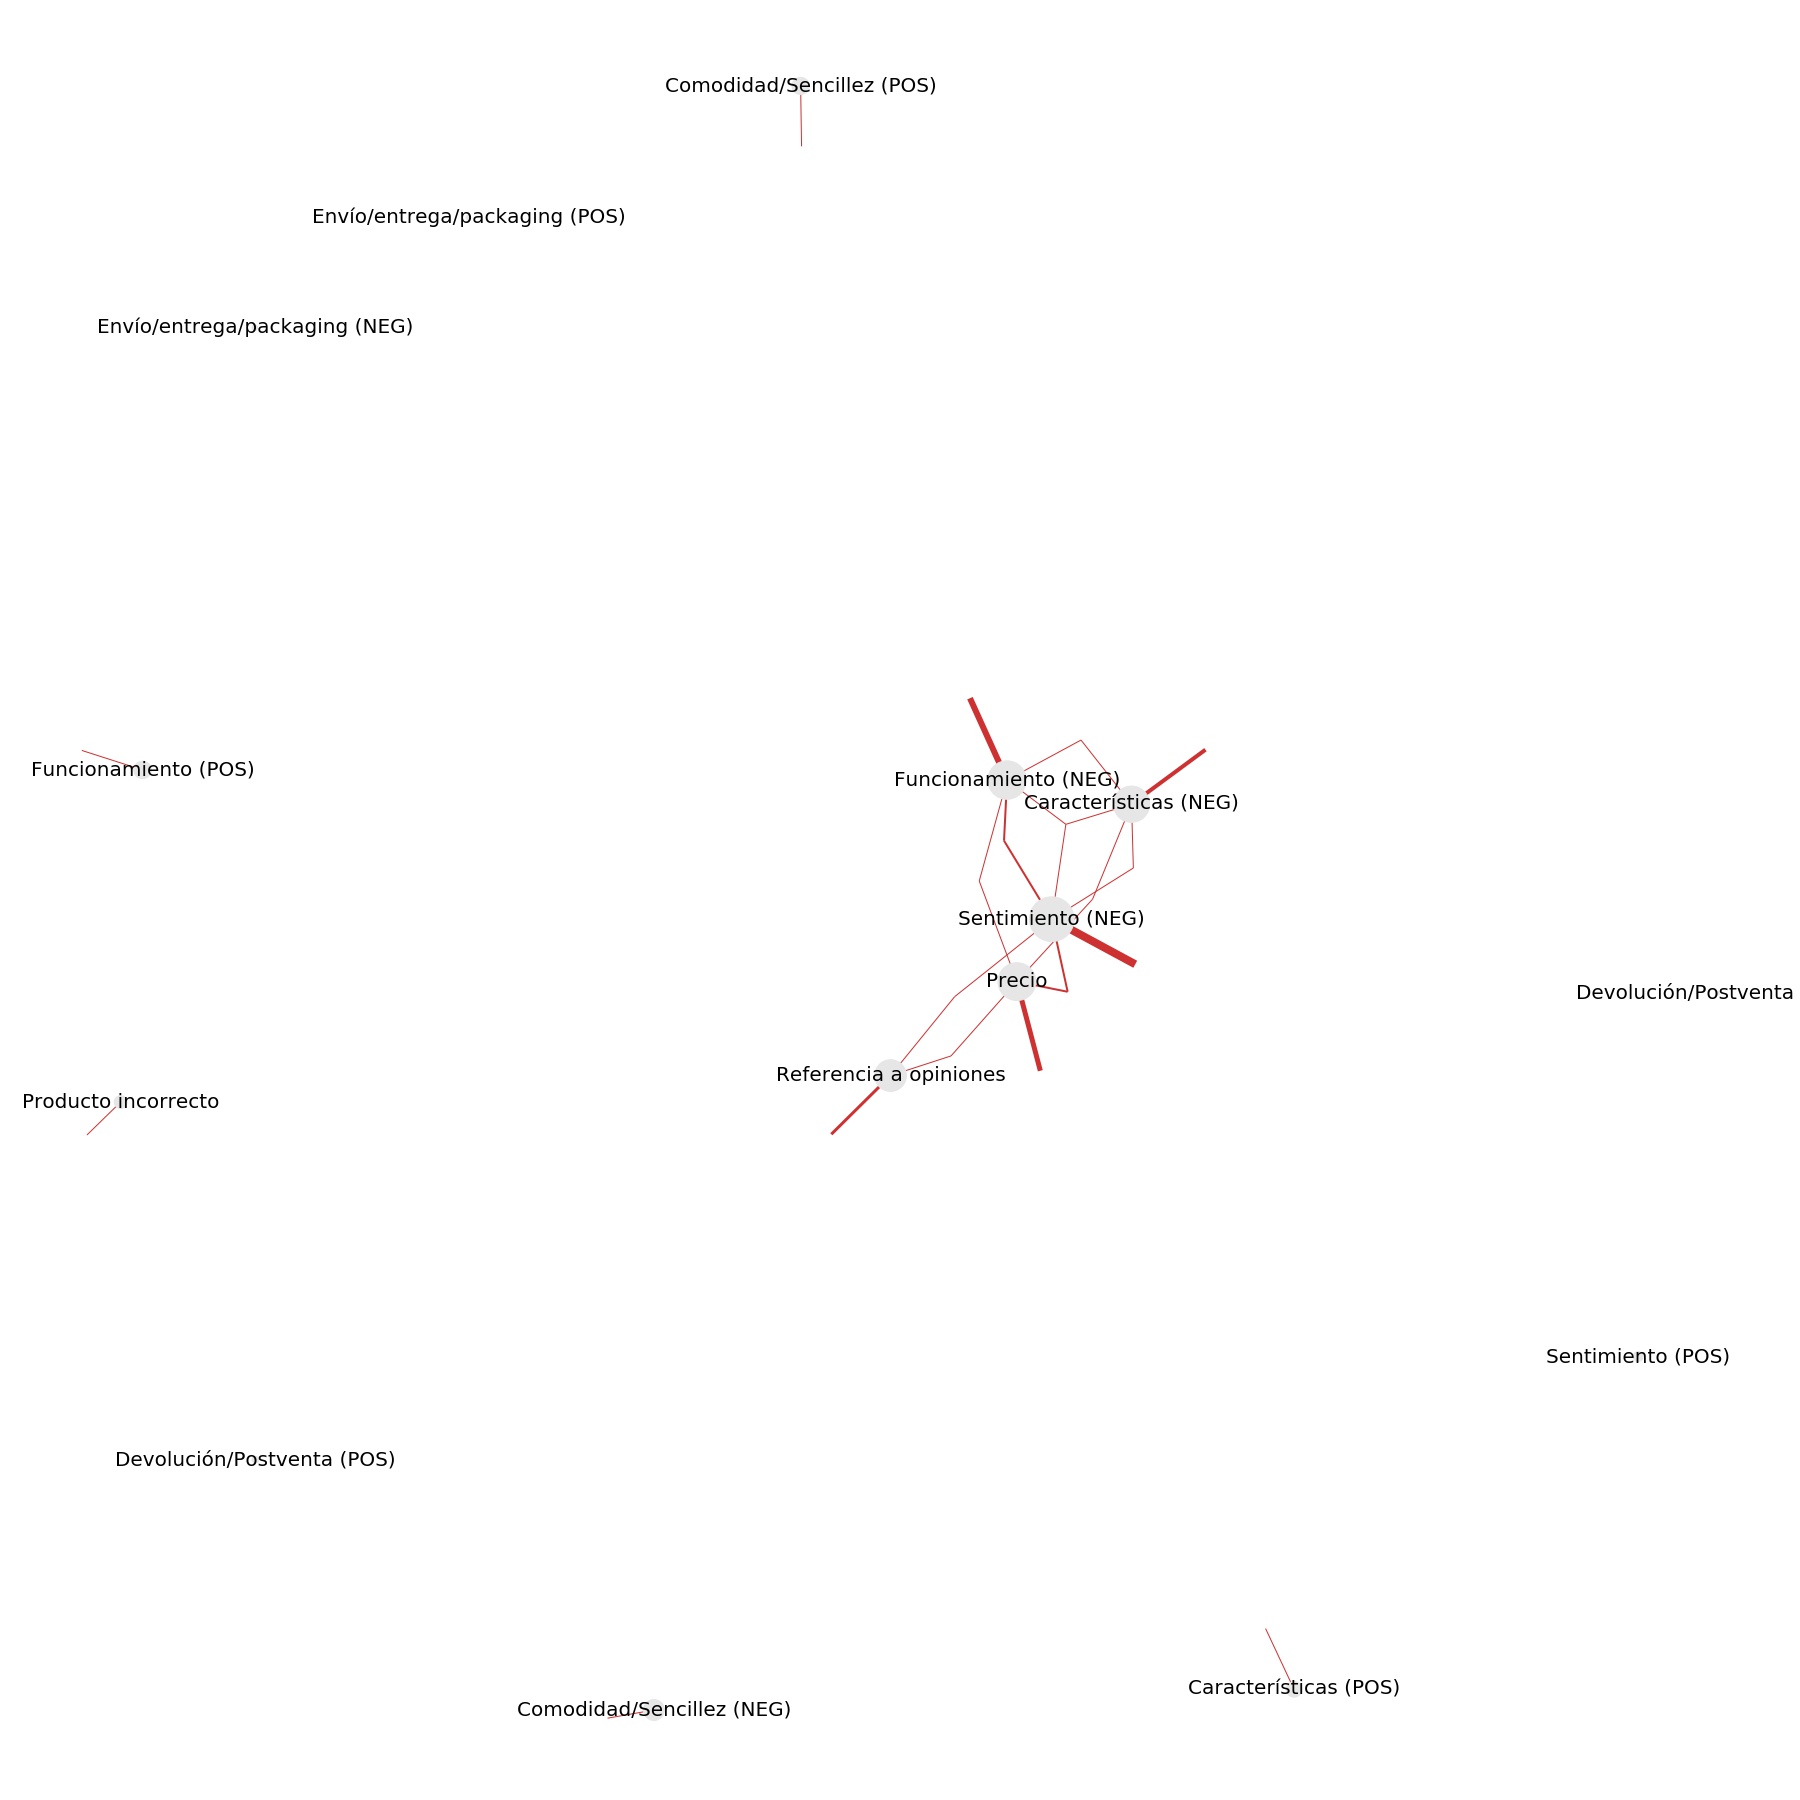 Comodidad/Sencillez (POS)
Envío/entrega/packaging (POS)
Envío/entrega/packaging (NEG)
Funcionamiento (POS)
Funcionamiento (NEG)
Características (NEG)
Sentimiento (NEG)
Precio
Devolución/Postventa
Referencia a opiniones
Producto incorrecto
Sentimiento (POS)
Devolución/Postventa (POS)
Características (POS)
Comodidad/Sencillez (NEG)